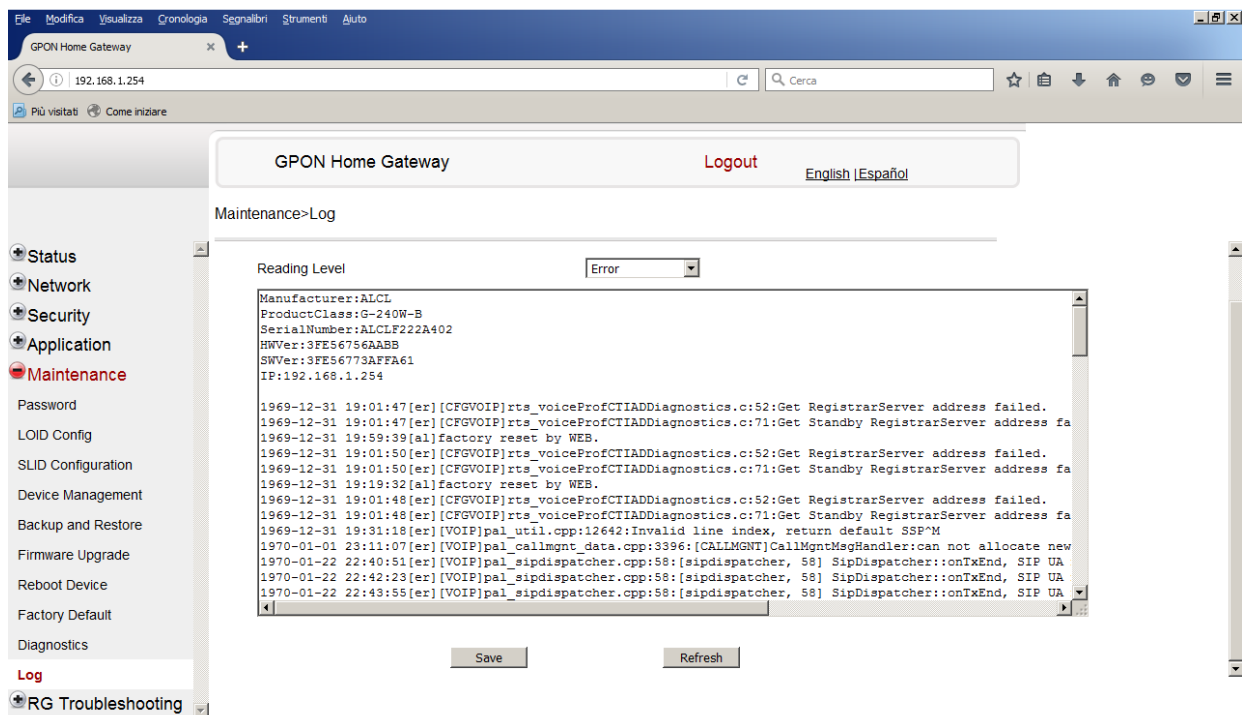 File Modifica Visualizza Cronologia Segnalibri Strumenti Aiuto
GPON Home Gateway
192.168.1.254
Cerca
Più visitati Come iniziare
GPON Home Gateway Logout English | Español
Maintenance>Log
Status
Network
Security
Application
Maintenance
Password
LOID Config
SLID Configuration
Device Management
Backup and Restore
Firmware Upgrade
Reboot Device
Factory Default
Diagnostics
Log
RG Troubleshooting
Reading Level Error
Manufacturer:ALCL
ProductClass:G-240W-B
SerialNumber:ALCLF222A402
HWVer:3FE56756AABB
SWVer:3FE56773AFFA61
IP:192.168.1.254
1969-12-31 19:01:47[er][CFGVOIP]rts_voiceProfCTIADDiagnostics.c:52:Get RegistrarServer address failed.
1969-12-31 19:01:47[er][CFGVOIP]rts_voiceProfCTIADDiagnostics.c:71:Get Standby RegistrarServer address fa
1969-12-31 19:59:39[al]factory reset by WEB.
1969-12-31 19:01:50[er][CFGVOIP]rts_voiceProfCTIADDiagnostics.c:52:Get RegistrarServer address failed.
1969-12-31 19:01:50[er][CFGVOIP]rts_voiceProfCTIADDiagnostics.c:71:Get Standby RegistrarServer address fa
1969-12-31 19:19:32[al]factory reset by WEB.
1969-12-31 19:01:48[er][CFGVOIP]rts_voiceProfCTIADDiagnostics.c:52:Get RegistrarServer address failed.
1969-12-31 19:01:48[er][CFGVOIP]rts_voiceProfCTIADDiagnostics.c:71:Get Standby RegistrarServer address fa
1969-12-31 19:31:18[er][VOIP]pal_util.cpp:12642:Invalid line index, return default SSP^M
1970-01-01 23:11:07[er][VOIP]pal_callmgnt_data.cpp:3396:[CALLMGNT]CallMgntMsgHandler:can not allocate new
1970-01-22 22:40:51[er][VOIP]pal_sipdispatcher.cpp:58:[sipdispatcher, 58] SipDispatcher::onTxEnd, SIP UA
1970-01-22 22:42:23[er][VOIP]pal_sipdispatcher.cpp:58:[sipdispatcher, 58] SipDispatcher::onTxEnd, SIP UA
1970-01-22 22:43:55[er][VOIP]pal_sipdispatcher.cpp:58:[sipdispatcher, 58] SipDispatcher::onTxEnd, SIP UA
Save Refresh